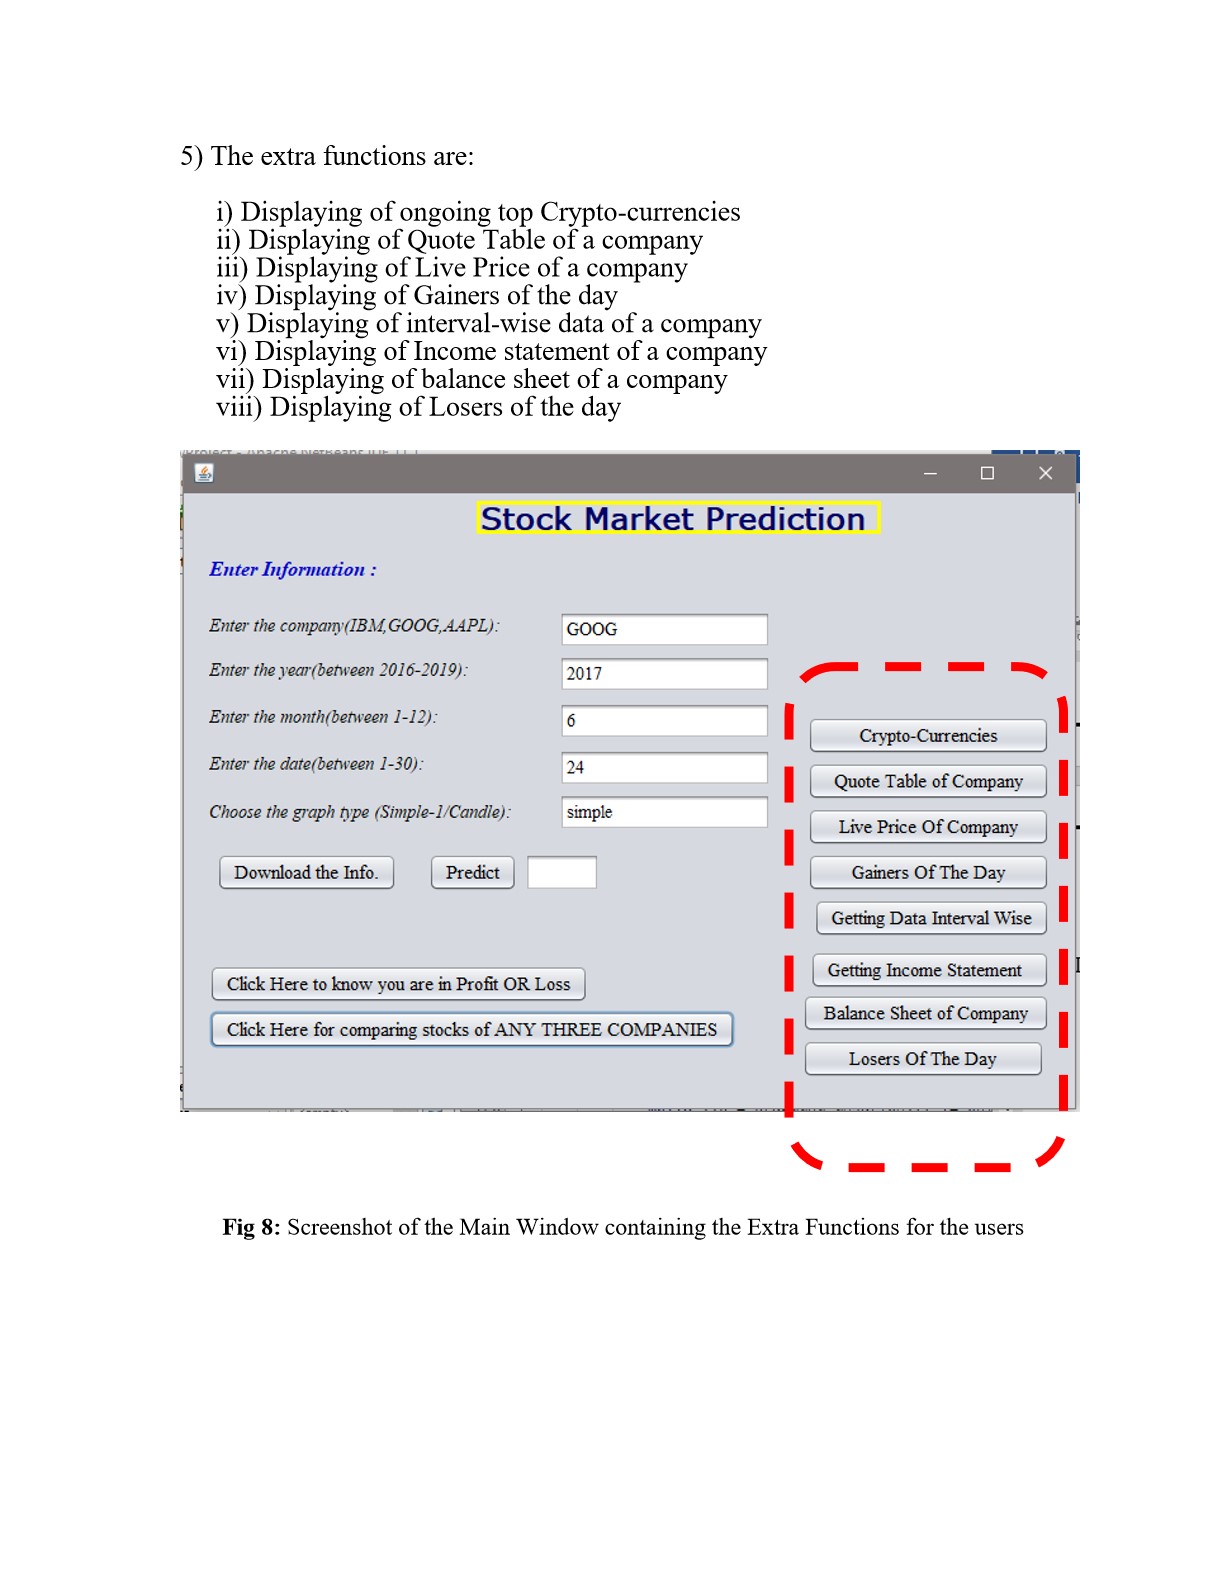 5) The extra functions are:
i) Displaying of ongoing top Crypto-currencies
ii) Displaying of Quote Table of a company
iii) Displaying of Live Price of a company
iv) Displaying of Gainers of the day
v) Displaying of interval-wise data of a company
vi) Displaying of Income statement of a company
vii) Displaying of balance sheet of a company
viii) Displaying of Losers of the day
Stock Market Prediction
Enter Information :
Enter the company(IBM,GOOG,AAPL):
GOOG
Enter the year(between 2016-2019):
2017
Enter the month(between 1-12):
6
Enter the date(between 1-30):
24
Choose the graph type (Simple-1/Candle):
simple
Download the Info.
Predict
Click Here to know you are in Profit OR Loss
Click Here for comparing stocks of ANY THREE COMPANIES
Crypto-Currencies
Quote Table of Company
Live Price Of Company
Gainers Of The Day
Getting Data Interval Wise
Getting Income Statement
Balance Sheet of Company
Losers Of The Day
Fig 8: Screenshot of the Main Window containing the Extra Functions for the users